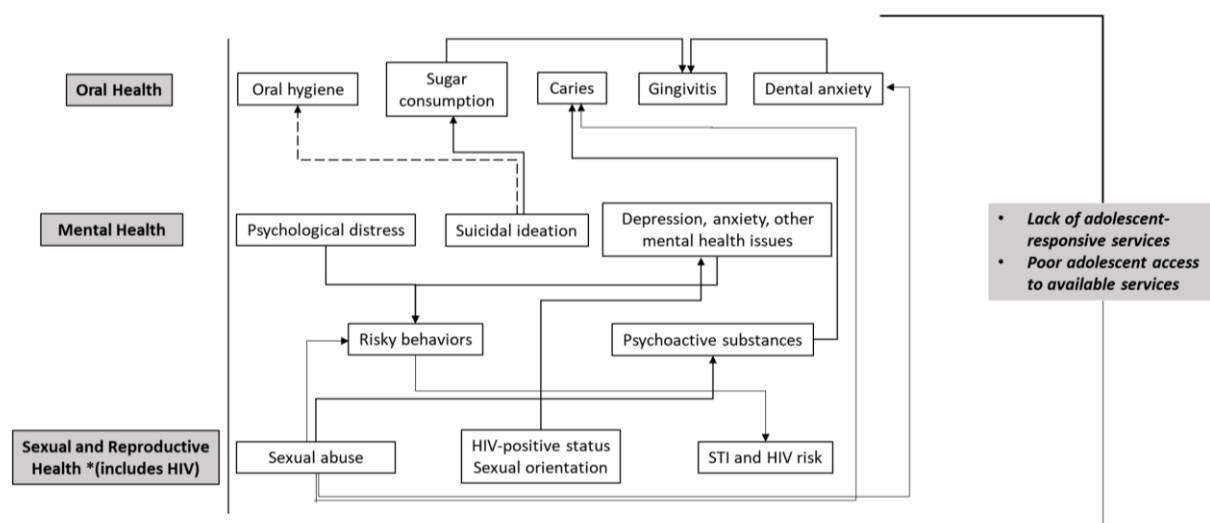 Oral Health
Oral hygiene
Sugar
consumption
Caries
Gingivitis
Dental anxiety
Mental Health
Psychological distress
Suicidal ideation
Depression, anxiety, other
mental health issues
• Lack of adolescent-
responsive services
• Poor adolescent access
to available services
Risky behaviors
Psychoactive substances
Sexual and Reproductive
Health *(includes HIV)
Sexual abuse
HIV-positive status
Sexual orientation
STI and HIV risk